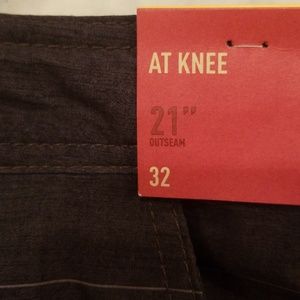 AT KNEE
21"
OUTSEAM
32